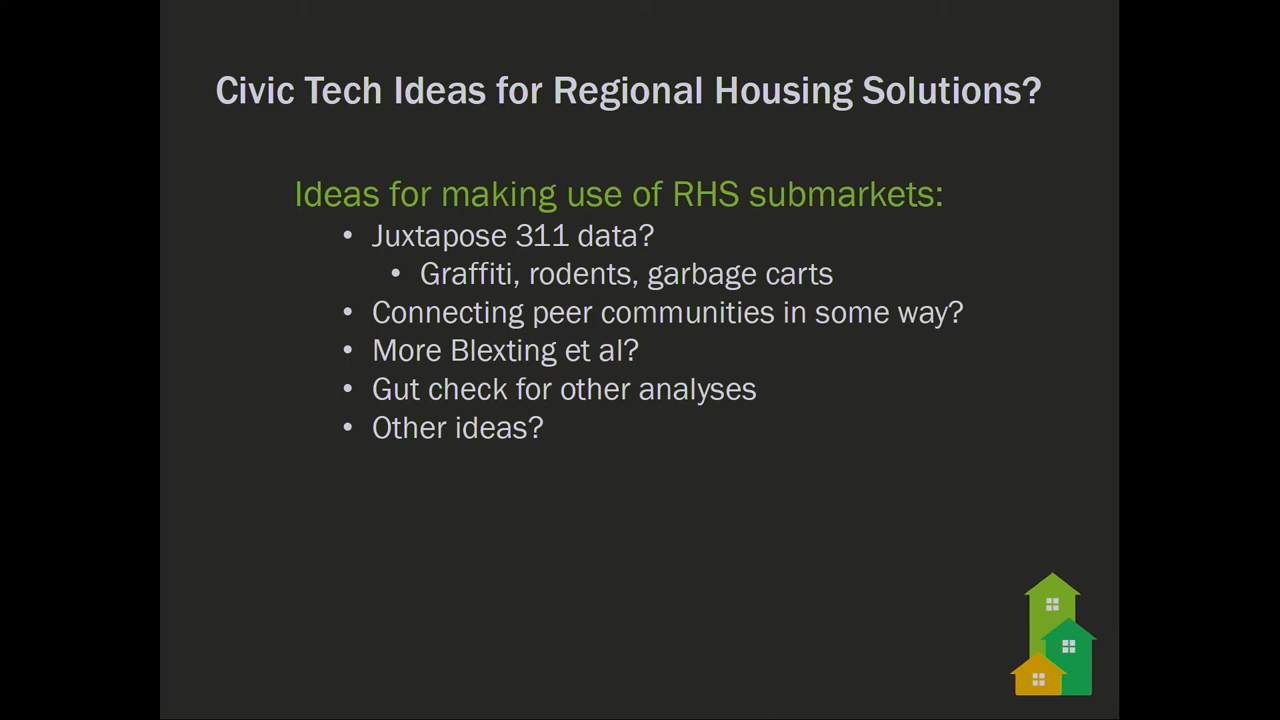 Civic Tech Ideas for Regional Housing Solutions?
Ideas for making use of RHS submarkets:
• Juxtapose 311 data?
• Graffiti, rodents, garbage carts
• Connecting peer communities in some way?
• More Blexting et al?
• Gut check for other analyses
• Other ideas?